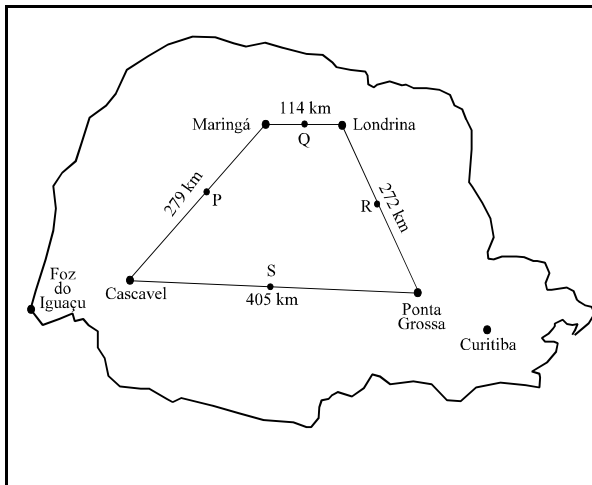 114 km
Maringá
Londrina
Q
279 km
P
R
272 km
Foz
do
Iguaçu
Cascavel
S
405 km
Ponta
Grossa
Curitiba